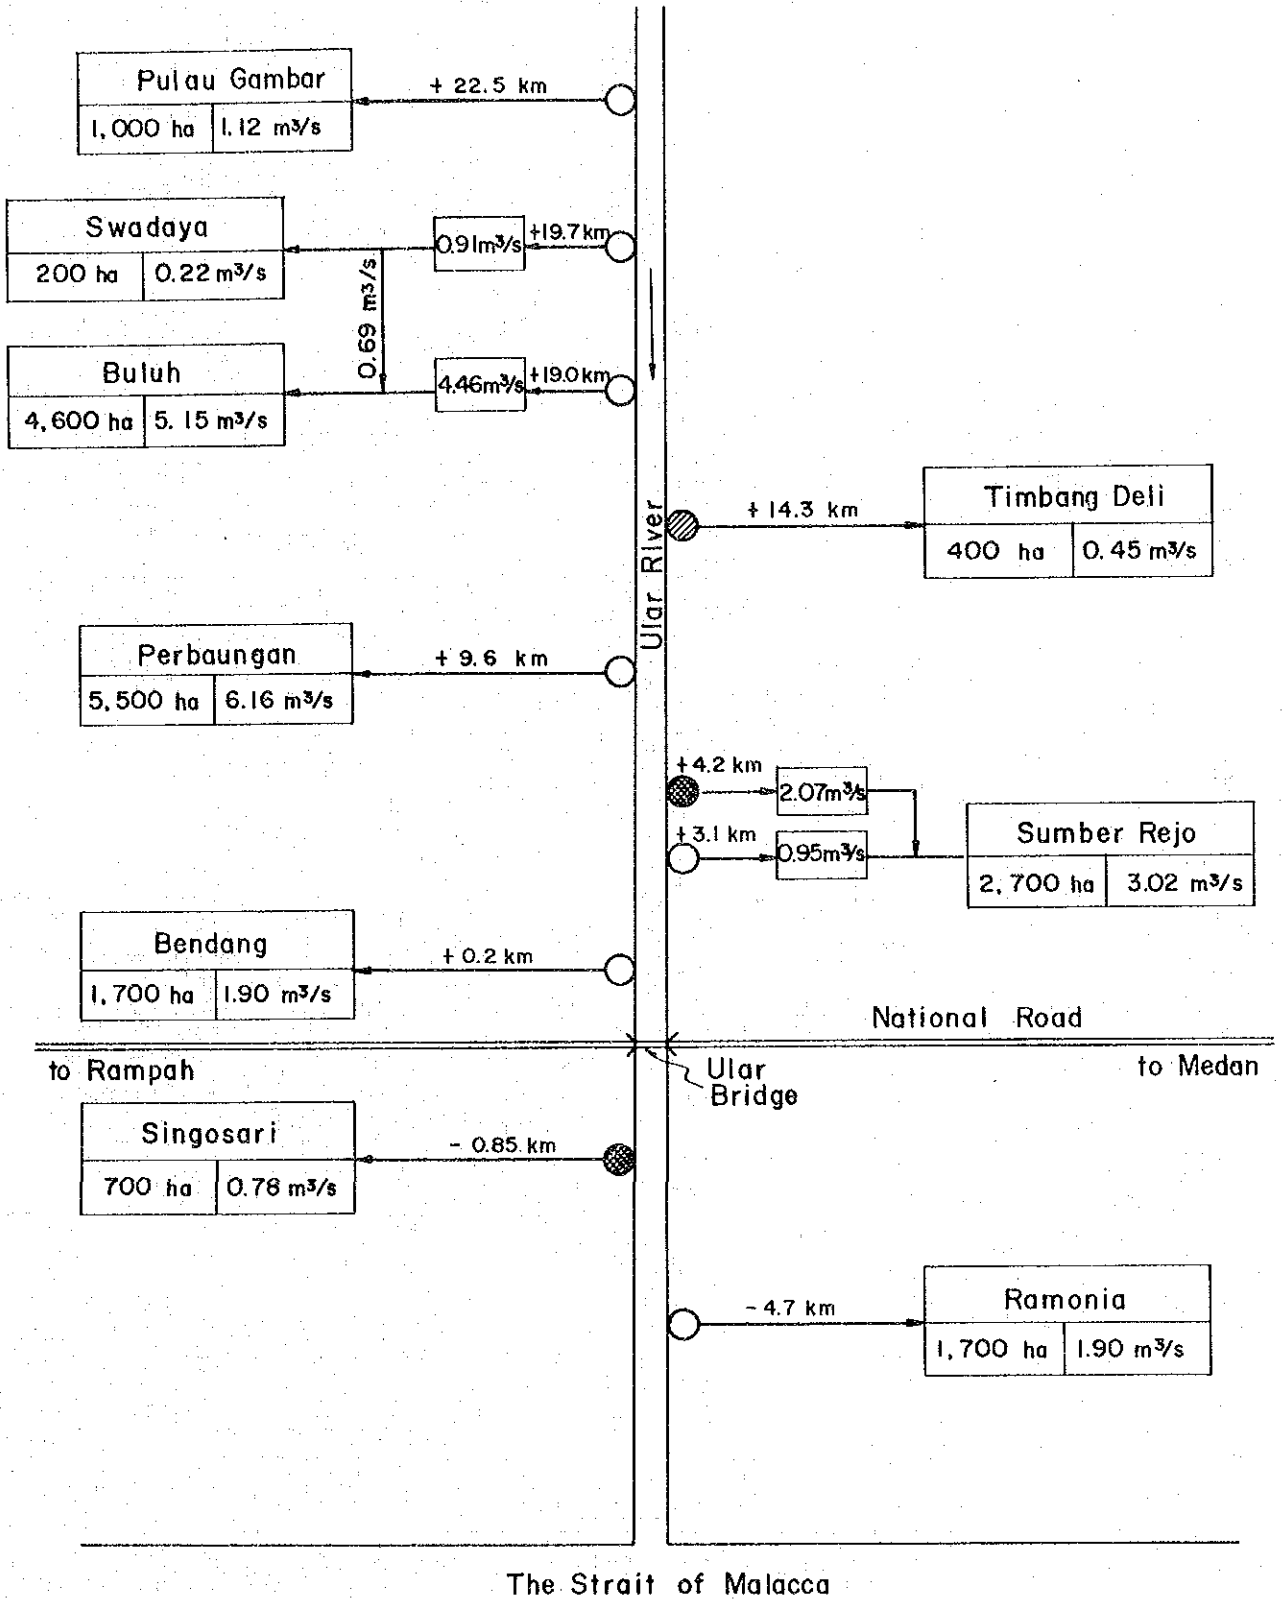 Pulau Gambar
1,000 ha 1.12 m³/s
+ 22.5 km
Swadaya
200 ha 0.22 m³/s
0.91m³/s
+19.7km
0.69 m³/s
Buluh
4,600 ha 5.15 m³/s
4.46m³/s
+19.0km
Ular River
Timbang Deli
400 ha 0.45 m³/s
+ 14.3 km
Perbaungan
5,500 ha 6.16 m³/s
+ 9.6 km
+4.2 km
2.07m³/s
+3.1 km
0.95m³/s
Sumber Rejo
2,700 ha 3.02 m³/s
Bendang
1,700 ha 1.90 m³/s
+ 0.2 km
National Road
to Rampah
Ular
Bridge
to Medan
Singosari
700 ha 0.78 m³/s
- 0.85 km
Ramonia
1,700 ha 1.90 m³/s
- 4.7 km
The Strait of Malacca